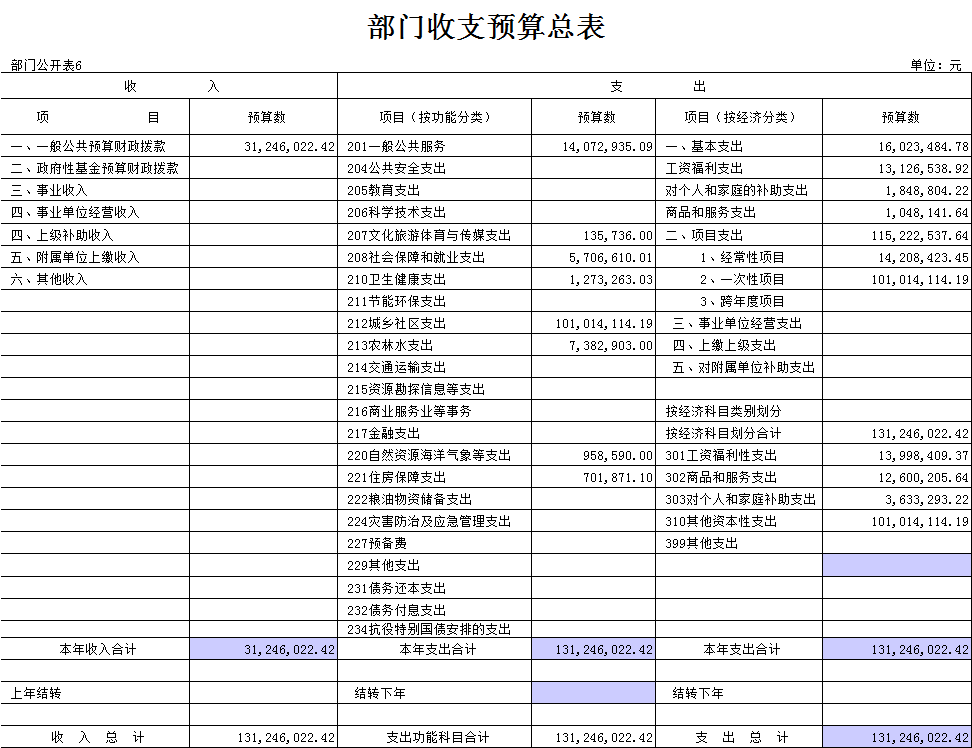 部门收支预算总表
部门公开表6 单位：元
收 入 支 出
项 目 预算数 项目（按功能分类） 预算数 项目（按经济分类） 预算数
一、一般公共预算财政拨款 31,246,022.42 201一般公共服务 14,072,935.09 一、基本支出 16,023,484.78
二、政府性基金预算财政拨款 204公共安全支出 工资福利支出 13,126,538.92
三、事业收入 205教育支出 对个人和家庭的补助支出 1,848,804.22
四、事业单位经营收入 206科学技术支出 商品和服务支出 1,048,141.64
四、上级补助收入 207文化旅游体育与传媒支出 135,736.00 二、项目支出 115,222,537.64
五、附属单位上缴收入 208社会保障和就业支出 5,706,610.01 1、经常性项目 14,208,423.45
六、其他收入 210卫生健康支出 1,273,263.03 2、一次性项目 101,014,114.19
211节能环保支出 3、跨年度项目
212城乡社区支出 101,014,114.19 三、事业单位经营支出
213农林水支出 7,382,903.00 四、上缴上级支出
214交通运输支出 五、对附属单位补助支出
215资源勘探信息等支出
216商业服务业等事务 按经济科目类别划分
217金融支出 按经济科目划分合计 131,246,022.42
220自然资源海洋气象等支出 958,590.00 301工资福利性支出 13,998,409.37
221住房保障支出 701,871.10 302商品和服务支出 12,600,205.64
222粮油物资储备支出 303对个人和家庭补助支出 3,633,293.22
224灾害防治及应急管理支出 310其他资本性支出 101,014,114.19
227预备费 399其他支出
229其他支出
231债务还本支出
232债务付息支出
234抗疫特别国债安排的支出
本年收入合计 31,246,022.42 本年支出合计 131,246,022.42 本年支出合计 131,246,022.42
上年结转 结转下年 结转下年
收 入 总 计 131,246,022.42 支出功能科目合计 131,246,022.42 支 出 总 计 131,246,022.42